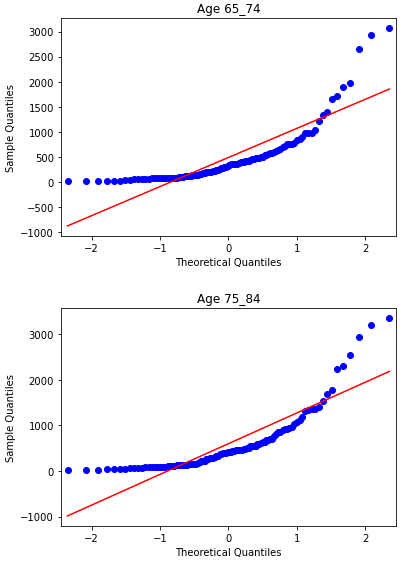 Age 65_74
3000
2500
2000
1500
1000
500
0
−500
−1000
Sample Quantiles
−2 −1 0 1 2
Theoretical Quantiles
Age 75_84
3000
2000
1000
0
−1000
Sample Quantiles
−2 −1 0 1 2
Theoretical Quantiles